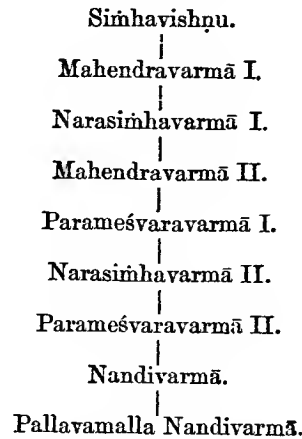 Siṁhavishṇu.
Mahendravarmā I.
Narasiṁhavarmā I.
Mahendravarmā II.
Parameśvaravarmā I.
Narasiṁhavarmā II.
Parameśvaravarmā II.
Nandivarmā.
Pallavamalla Nandivarmā.